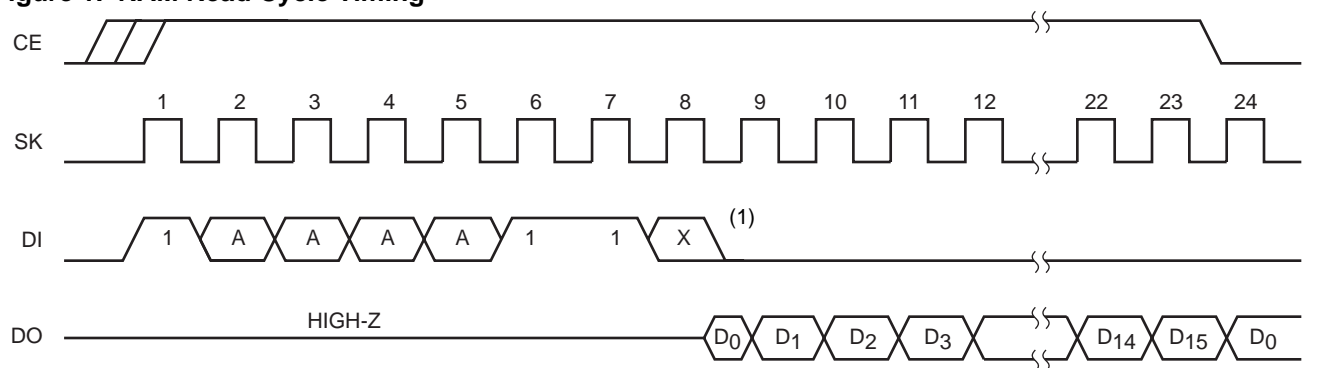 Figure 1. RAM Read Cycle Timing
CE
1 2 3 4 5 6 7 8 9 10 11 12 22 23 24
SK
(1)
DI 1 A A A A 1 1 X
HIGH-Z
DO D0 D1 D2 D3 D14 D15 D0